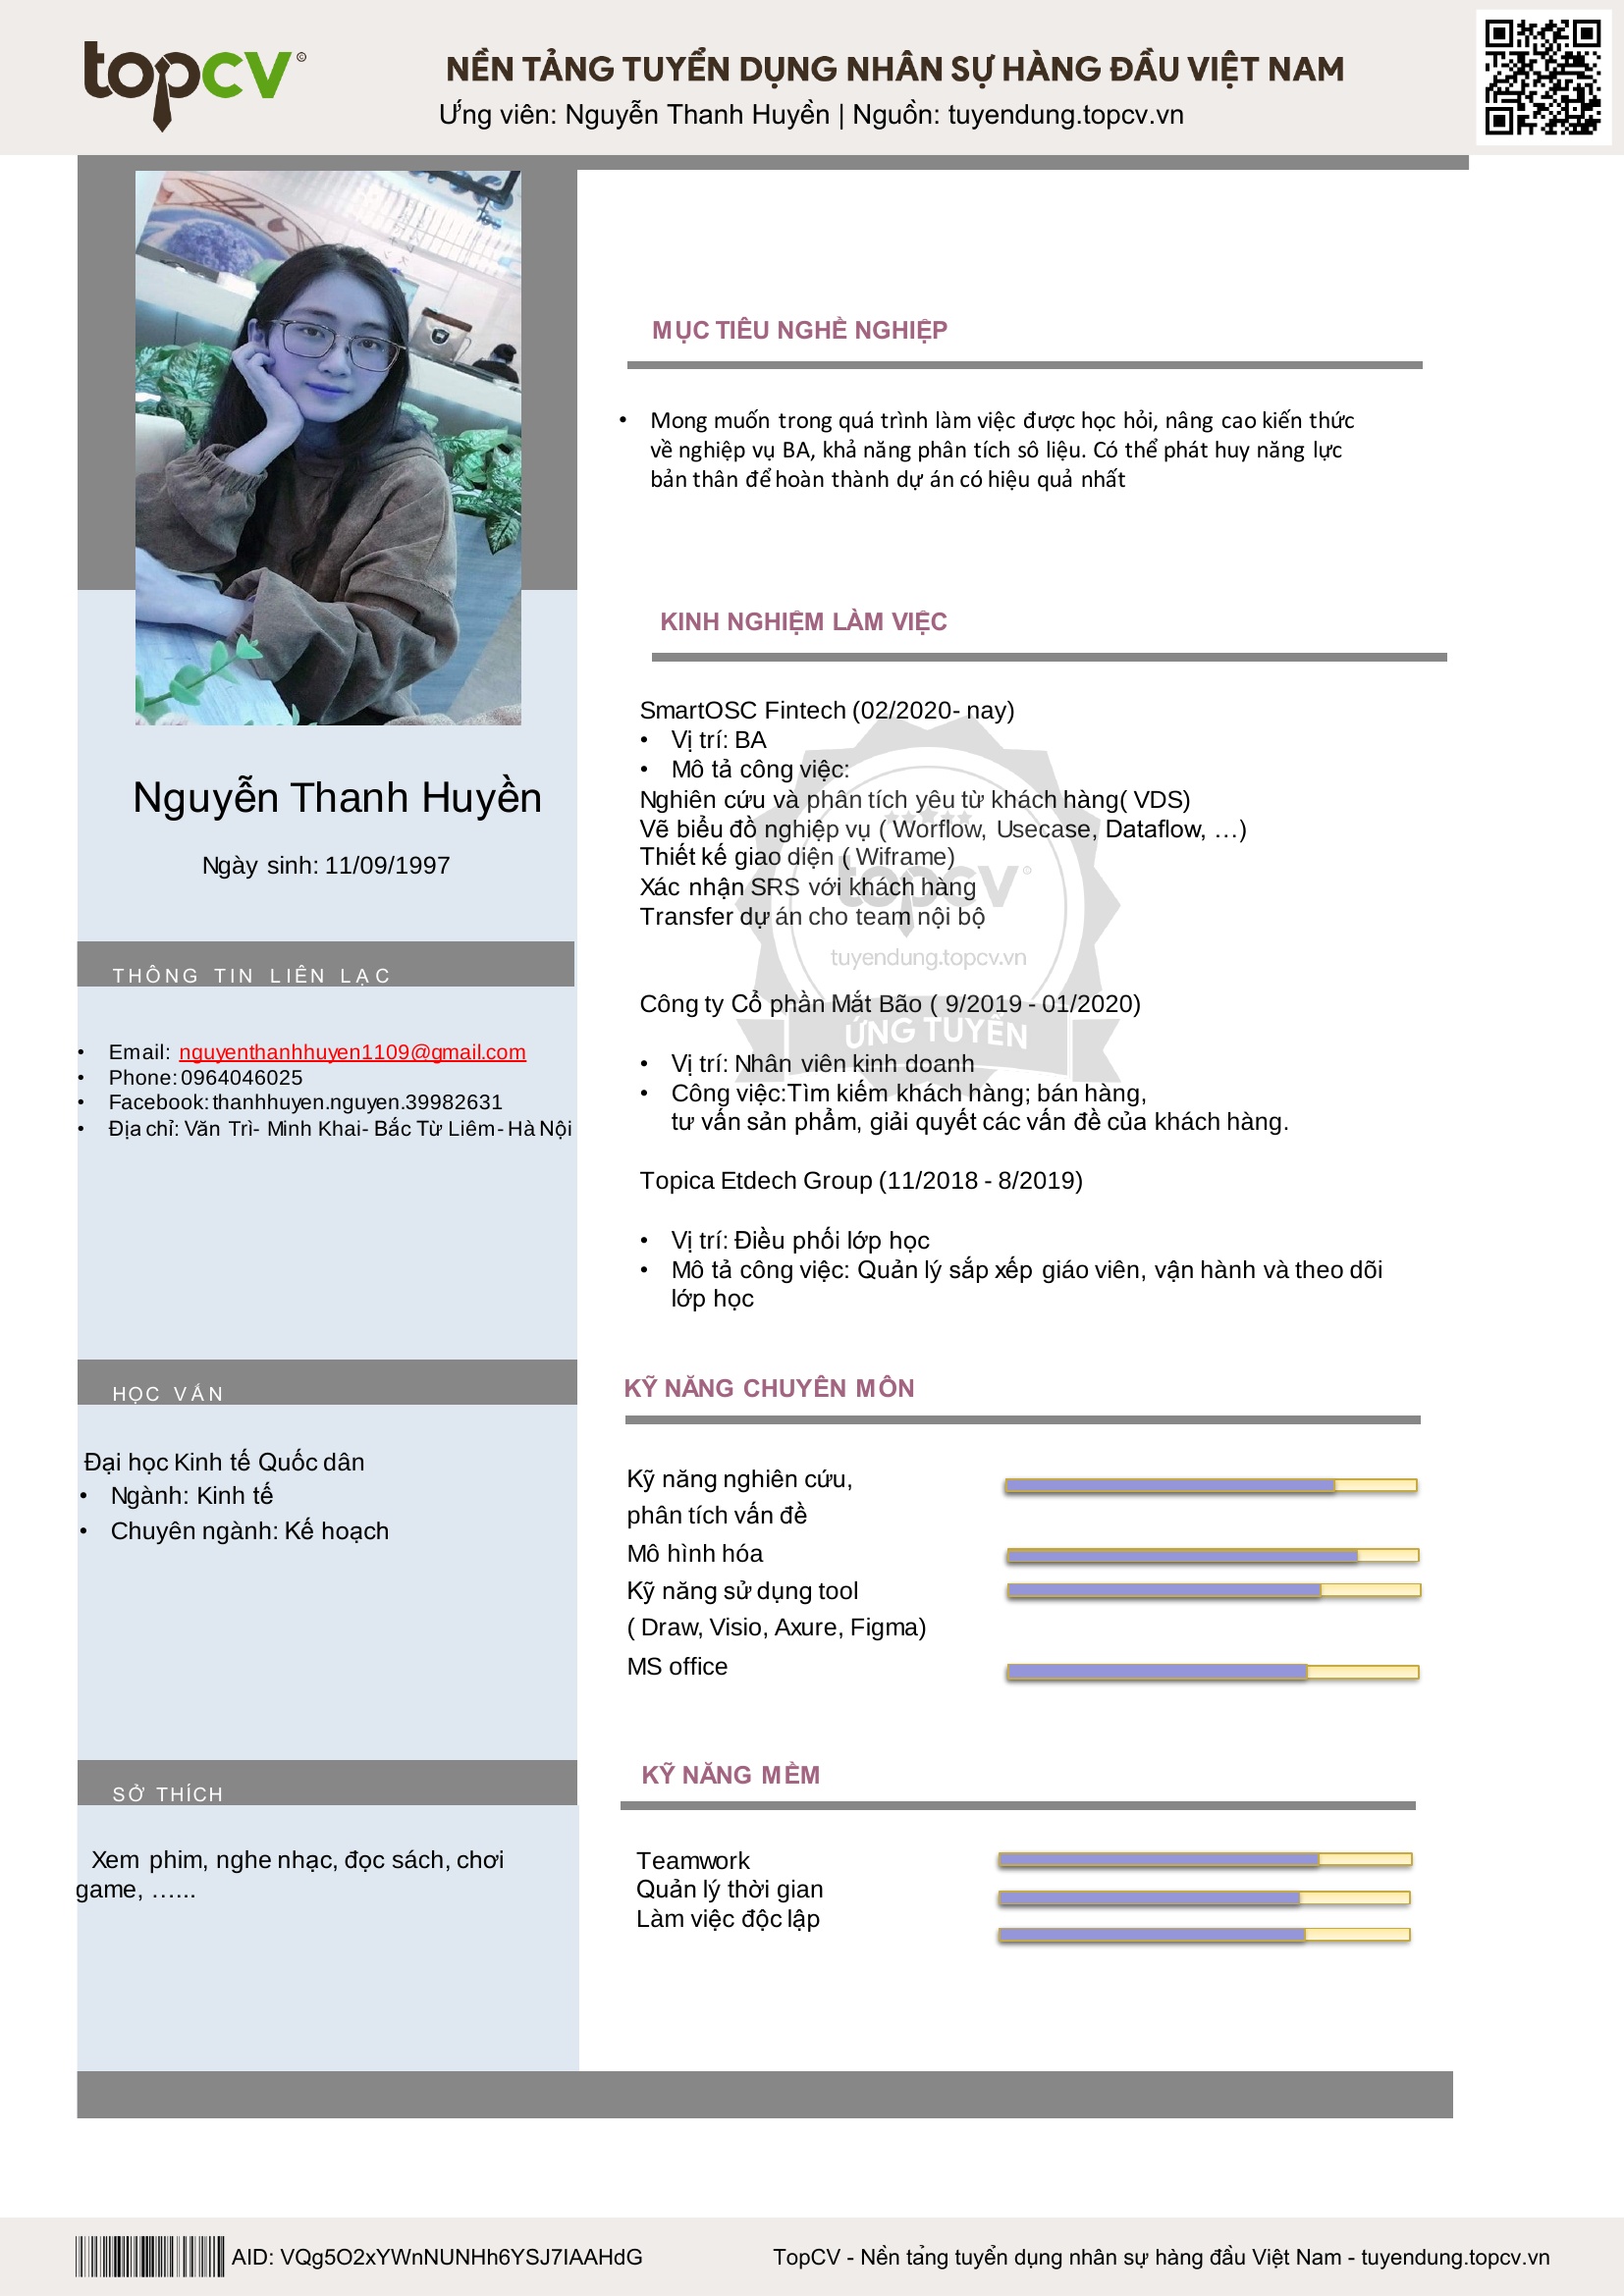 topcv
NỀN TẢNG TUYỂN DỤNG NHÂN SỰ HÀNG ĐẦU VIỆT NAM
Ứng viên: Nguyễn Thanh Huyền | Nguồn: tuyendung.topcv.vn
Nguyễn Thanh Huyền
Ngày sinh: 11/09/1997
THÔNG TIN LIÊN LẠC
• Email: nguyenthanhhuyen1109@gmail.com
• Phone: 0964046025
• Facebook: thanhhuyen.nguyen.39982631
• Địa chỉ: Văn Trì- Minh Khai- Bắc Từ Liêm- Hà Nội
HỌC VẤN
Đại học Kinh tế Quốc dân
• Ngành: Kinh tế
• Chuyên ngành: Kế hoạch
SỞ THÍCH
Xem phim, nghe nhạc, đọc sách, chơi
game, …...
MỤC TIÊU NGHỀ NGHIỆP
• Mong muốn trong quá trình làm việc được học hỏi, nâng cao kiến thức
về nghiệp vụ BA, khả năng phân tích sô liệu. Có thể phát huy năng lực
bản thân để hoàn thành dự án có hiệu quả nhất
KINH NGHIỆM LÀM VIỆC
SmartOSC Fintech (02/2020- nay)
• Vị trí: BA
• Mô tả công việc:
Nghiên cứu và phân tích yêu từ khách hàng( VDS)
Vẽ biểu đồ nghiệp vụ ( Worflow, Usecase, Dataflow, …)
Thiết kế giao diện ( Wiframe)
Xác nhận SRS với khách hàng
Transfer dự án cho team nội bộ
topcv
tuyendung.topcv.vn
ỨNG TUYỂN
Công ty Cổ phần Mắt Bão ( 9/2019 - 01/2020)
• Vị trí: Nhân viên kinh doanh
• Công việc:Tìm kiếm khách hàng; bán hàng,
tư vấn sản phẩm, giải quyết các vấn đề của khách hàng.
Topica Etdech Group (11/2018 - 8/2019)
• Vị trí: Điều phối lớp học
• Mô tả công việc: Quản lý sắp xếp giáo viên, vận hành và theo dõi
lớp học
KỸ NĂNG CHUYÊN MÔN
Kỹ năng nghiên cứu,
phân tích vấn đề
Mô hình hóa
Kỹ năng sử dụng tool
( Draw, Visio, Axure, Figma)
MS office
KỸ NĂNG MỀM
Teamwork
Quản lý thời gian
Làm việc độc lập
AID: VQg5O2xYWnNUNHh6YSJ7IAAHdG
TopCV - Nền tảng tuyển dụng nhân sự hàng đầu Việt Nam - tuyendung.topcv.vn